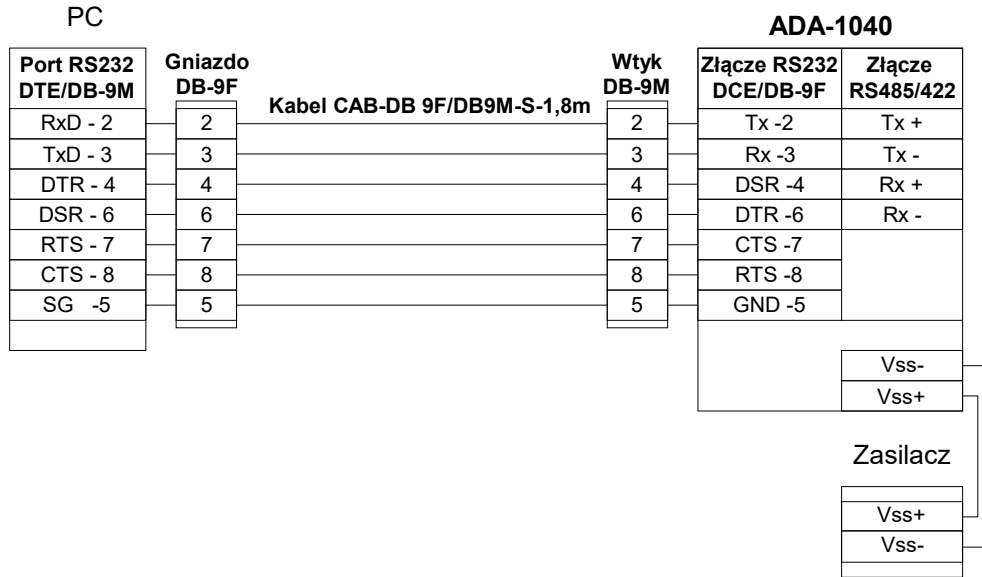 PC
ADA-1040
Port RS232 Gniazdo Wtyk Złącze RS232 Złącze
DTE/DB-9M DB-9F DB-9M DCE/DB-9F RS485/422
Kabel CAB-DB 9F/DB9M-S-1,8m
RxD - 2 2 2 Tx -2 Tx +
TxD - 3 3 3 Rx -3 Tx -
DTR - 4 4 4 DSR -4 Rx +
DSR - 6 6 6 DTR -6 Rx -
RTS - 7 7 7 CTS -7
CTS - 8 8 8 RTS -8
SG -5 5 5 GND -5
Vss-
Vss+
Zasilacz
Vss+
Vss-